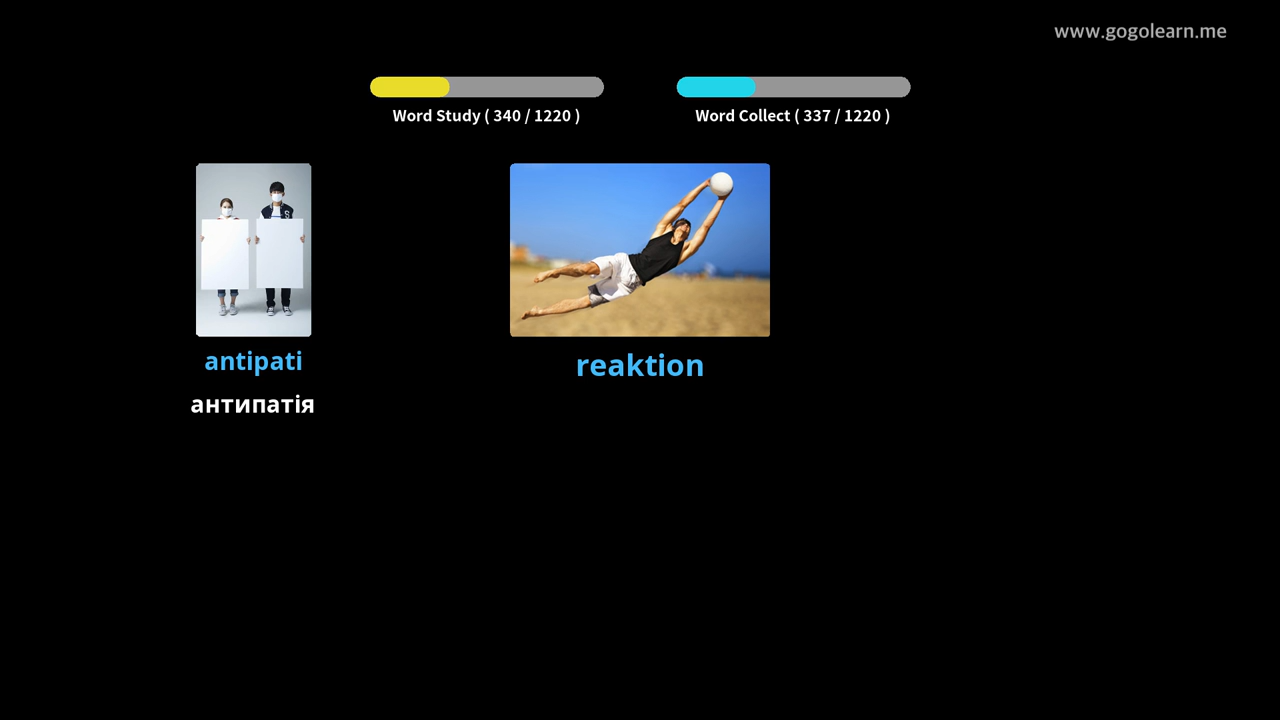 www.gogolearn.me
Word Study ( 340 / 1220 )
Word Collect ( 337 / 1220 )
antipati
антипатія
reaktion